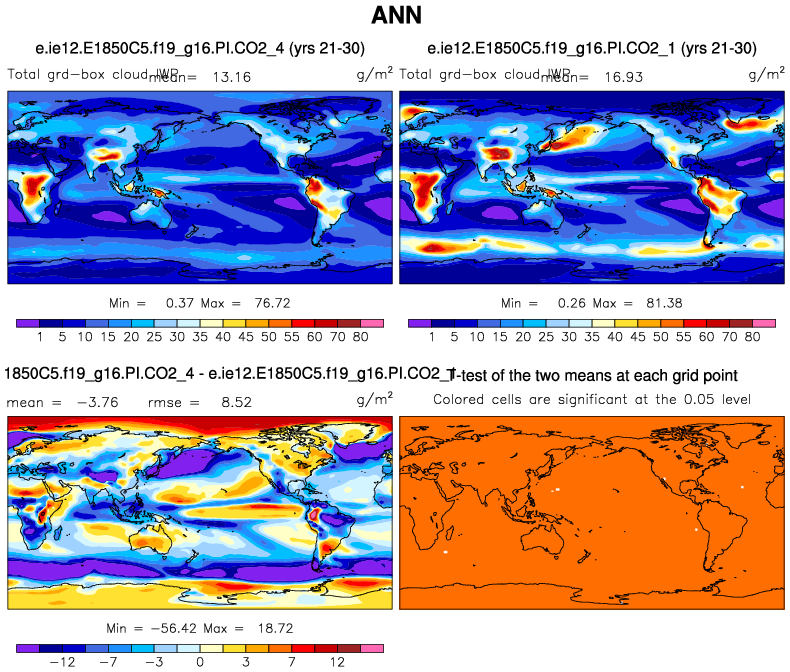 ANN
e.ie12.E1850C5.f19_g16.PI.CO2_4 (yrs 21-30)
Total grd-box cloud IWP mean= 13.16 g/m2
Min = 0.37 Max = 76.72
1 5 10 15 20 25 30 35 40 45 50 55 60 70 80
e.ie12.E1850C5.f19_g16.PI.CO2_1 (yrs 21-30)
Total grd-box cloud IWP mean= 16.93 g/m2
Min = 0.26 Max = 81.38
1 5 10 15 20 25 30 35 40 45 50 55 60 70 80
1850C5.f19_g16.PI.CO2_4 - e.ie12.E1850C5.f19_g16.PI.CO2_1
mean = -3.76 rmse = 8.52 g/m2
Min = -56.42 Max = 18.72
-12 -7 -3 0 3 7 12
T-test of the two means at each grid point
Colored cells are significant at the 0.05 level